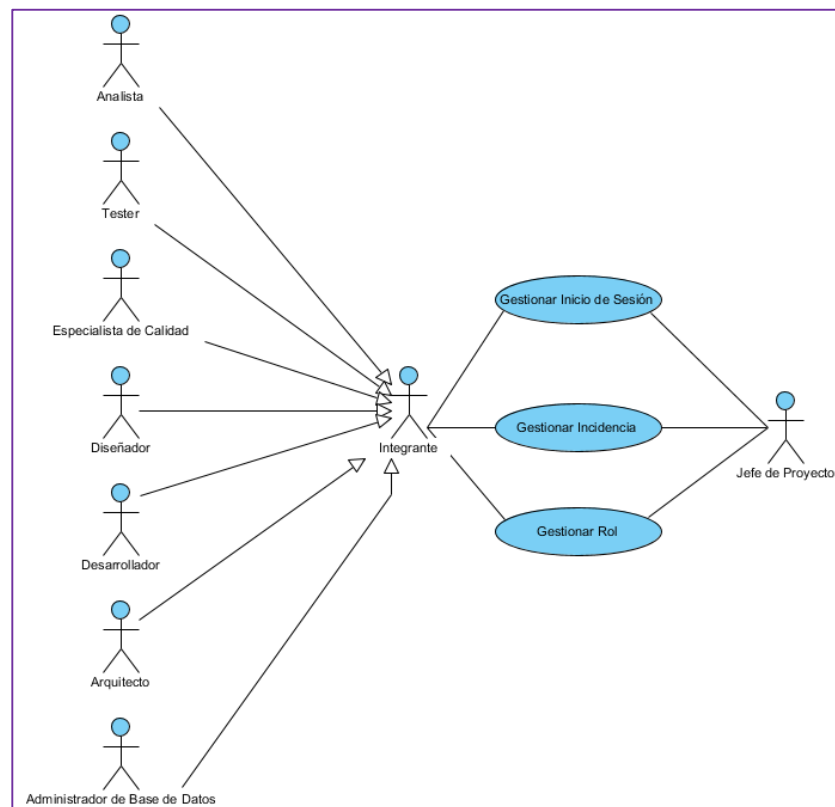 Analista
Tester
Especialista de Calidad
Diseñador
Desarrollador
Arquitecto
Administrador de Base de Datos
Integrante
Gestionar Inicio de Sesión
Gestionar Incidencia
Gestionar Rol
Jefe de Proyecto